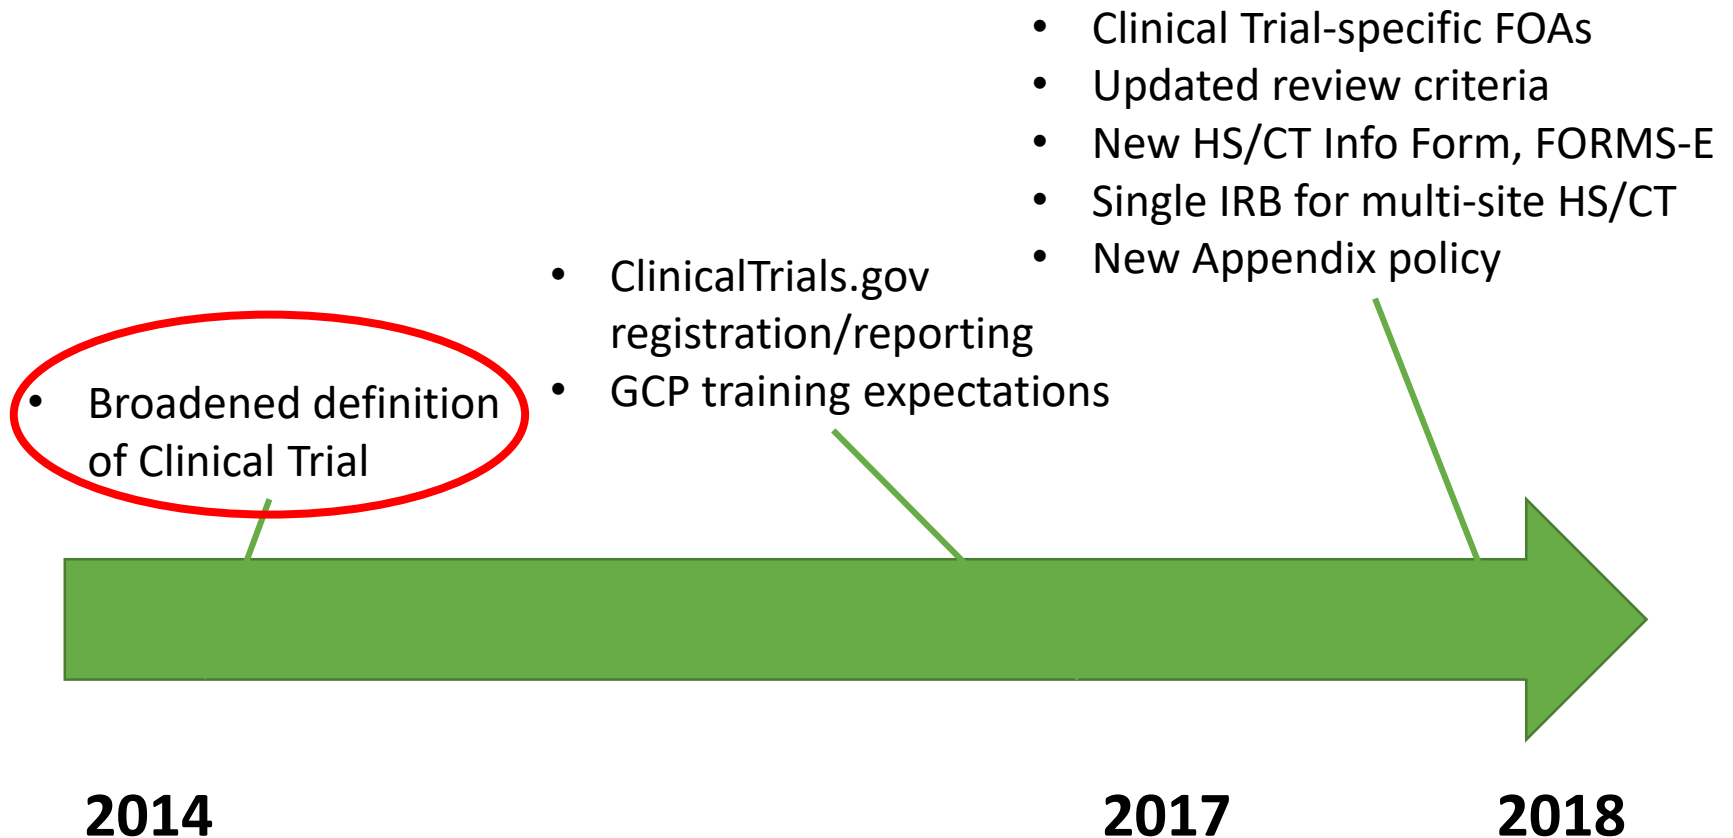 • Clinical Trial-specific FOAs
• Updated review criteria
• New HS/CT Info Form, FORMS-E
• Single IRB for multi-site HS/CT
• New Appendix policy
• ClinicalTrials.gov
registration/reporting
• GCP training expectations
• Broadened definition
of Clinical Trial
2014
2017
2018